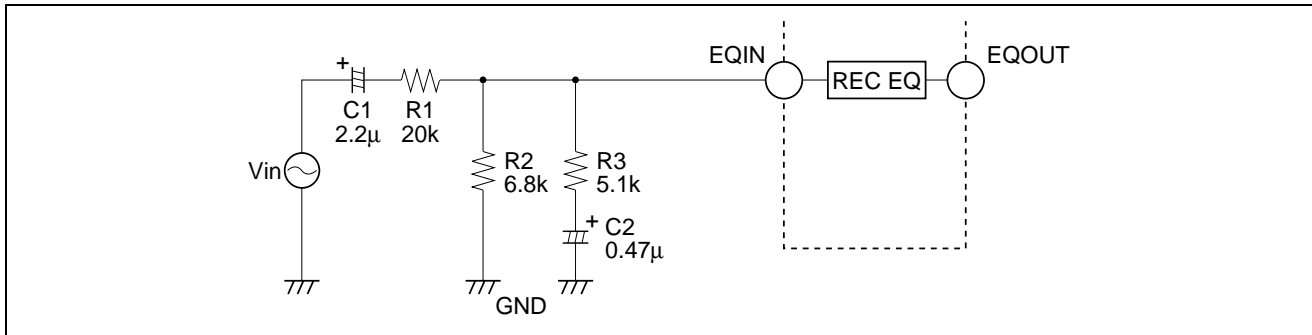 EQIN
EQOUT
+
REC EQ
C1
2.2μ
R1
20k
Vin
R2
6.8k
R3
5.1k
+
C2
0.47μ
GND